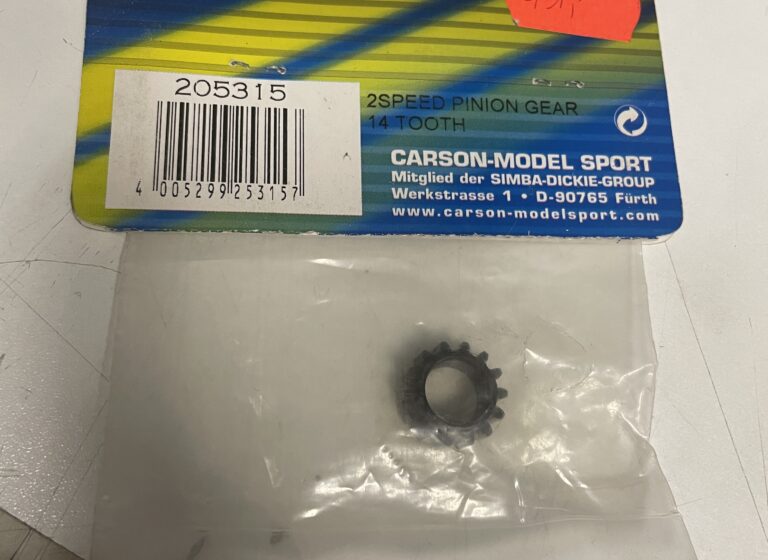 205315
4 005299 253157
2SPEED PINION GEAR
14 TOOTH
CARSON-MODEL SPORT
Mitglied der SIMBA-DICKIE-GROUP
Werkstrasse 1 • D-90765 Fürth
www.carson-modelsport.com